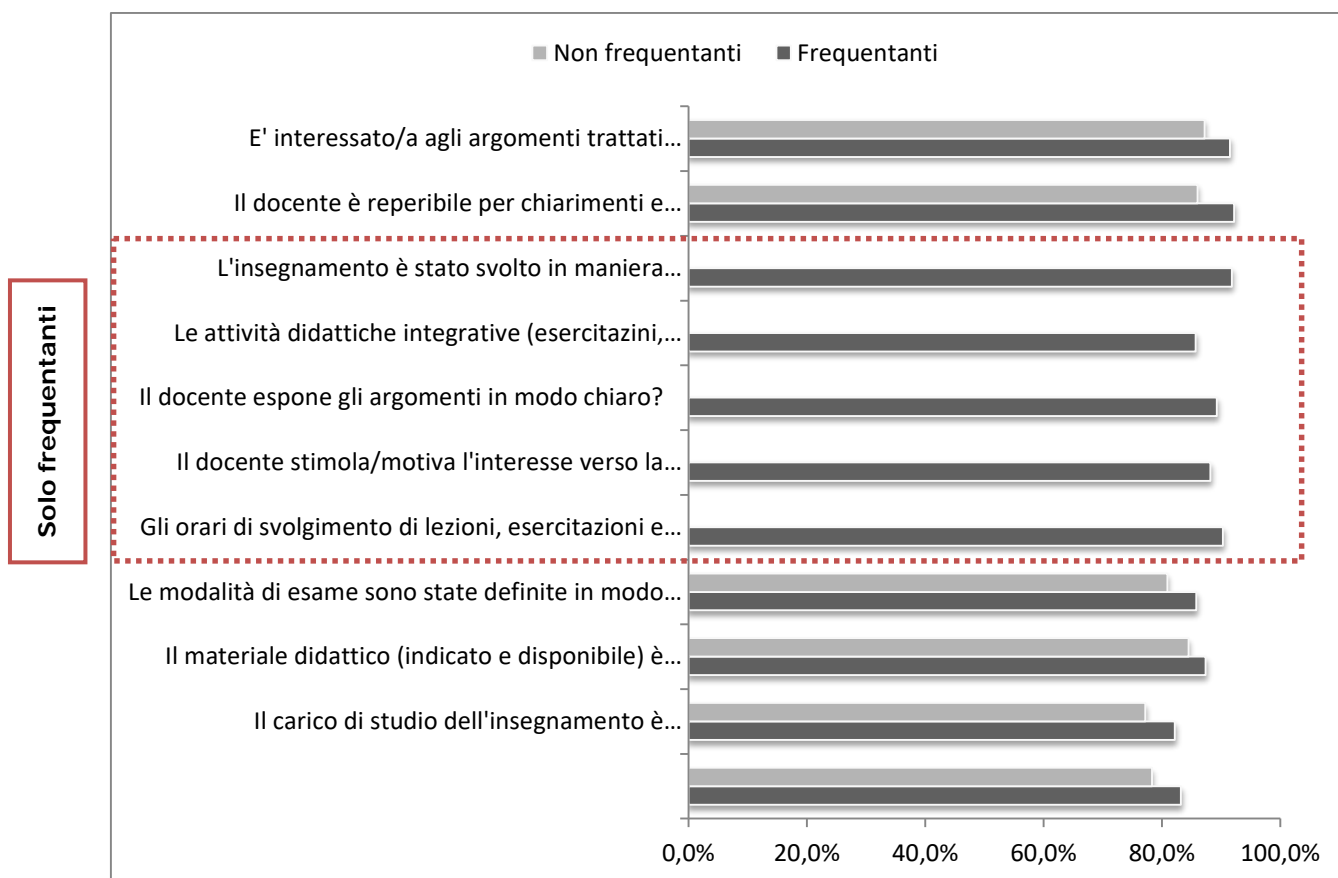 Non frequentanti
Frequentanti
E' interessato/a agli argomenti trattati...
Il docente è reperibile per chiarimenti e...
L'insegnamento è stato svolto in maniera...
Le attività didattiche integrative (esercitazini,...
Il docente espone gli argomenti in modo chiaro?
Il docente stimola/motiva l'interesse verso la...
Gli orari di svolgimento di lezioni, esercitazioni e...
Le modalità di esame sono state definite in modo...
Il materiale didattico (indicato e disponibile) è...
Il carico di studio dell'insegnamento è...
Solo frequentanti
0,0%
20,0%
40,0%
60,0%
80,0%
100,0%